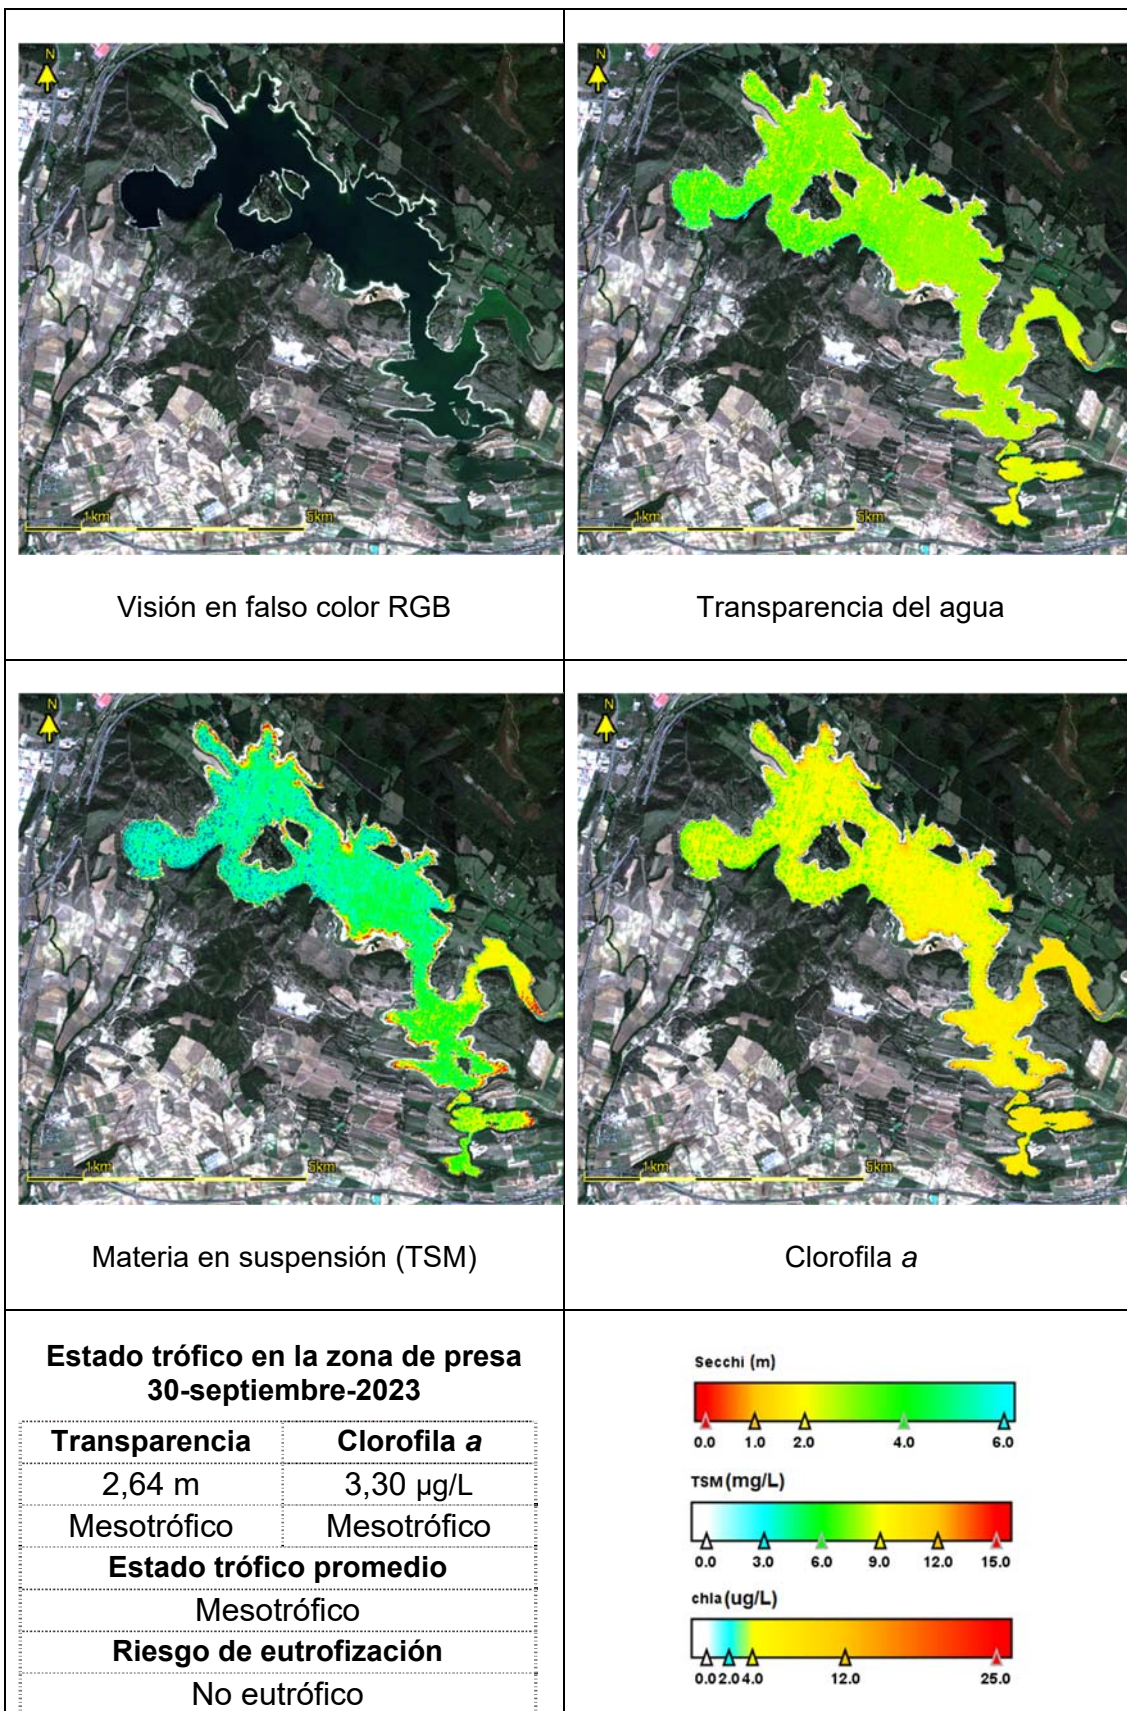 N
1km
5km
N
1km
5km
Visión en falso color RGB
Transparencia del agua
N
1km
5km
N
1km
5km
Materia en suspensión (TSM)
Clorofila a
Estado trófico en la zona de presa
30-septiembre-2023
Transparencia
Clorofila a
2,64 m
3,30 µg/L
Mesotrófico
Mesotrófico
Estado trófico promedio
Mesotrófico
Riesgo de eutrofización
No eutrófico
Secchi (m)
0.0 1.0 2.0 4.0 6.0
TSM (mg/L)
0.0 3.0 6.0 9.0 12.0 15.0
chla (ug/L)
0.0 2.0 4.0 12.0 25.0